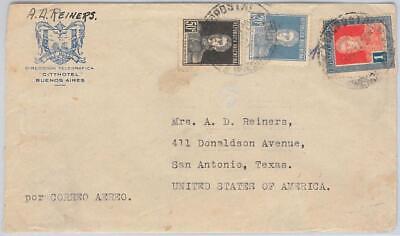 A.D. REINERS.
DIRECCION TELEGRAFICA
CITYHOTEL
BUENOS AIRES
1
Mrs. A. D. Reiners,
411 Donaldson Avenue,
San Antonio, Texas.
UNITED STATES OF AMERICA.
por CORREO AEREO.